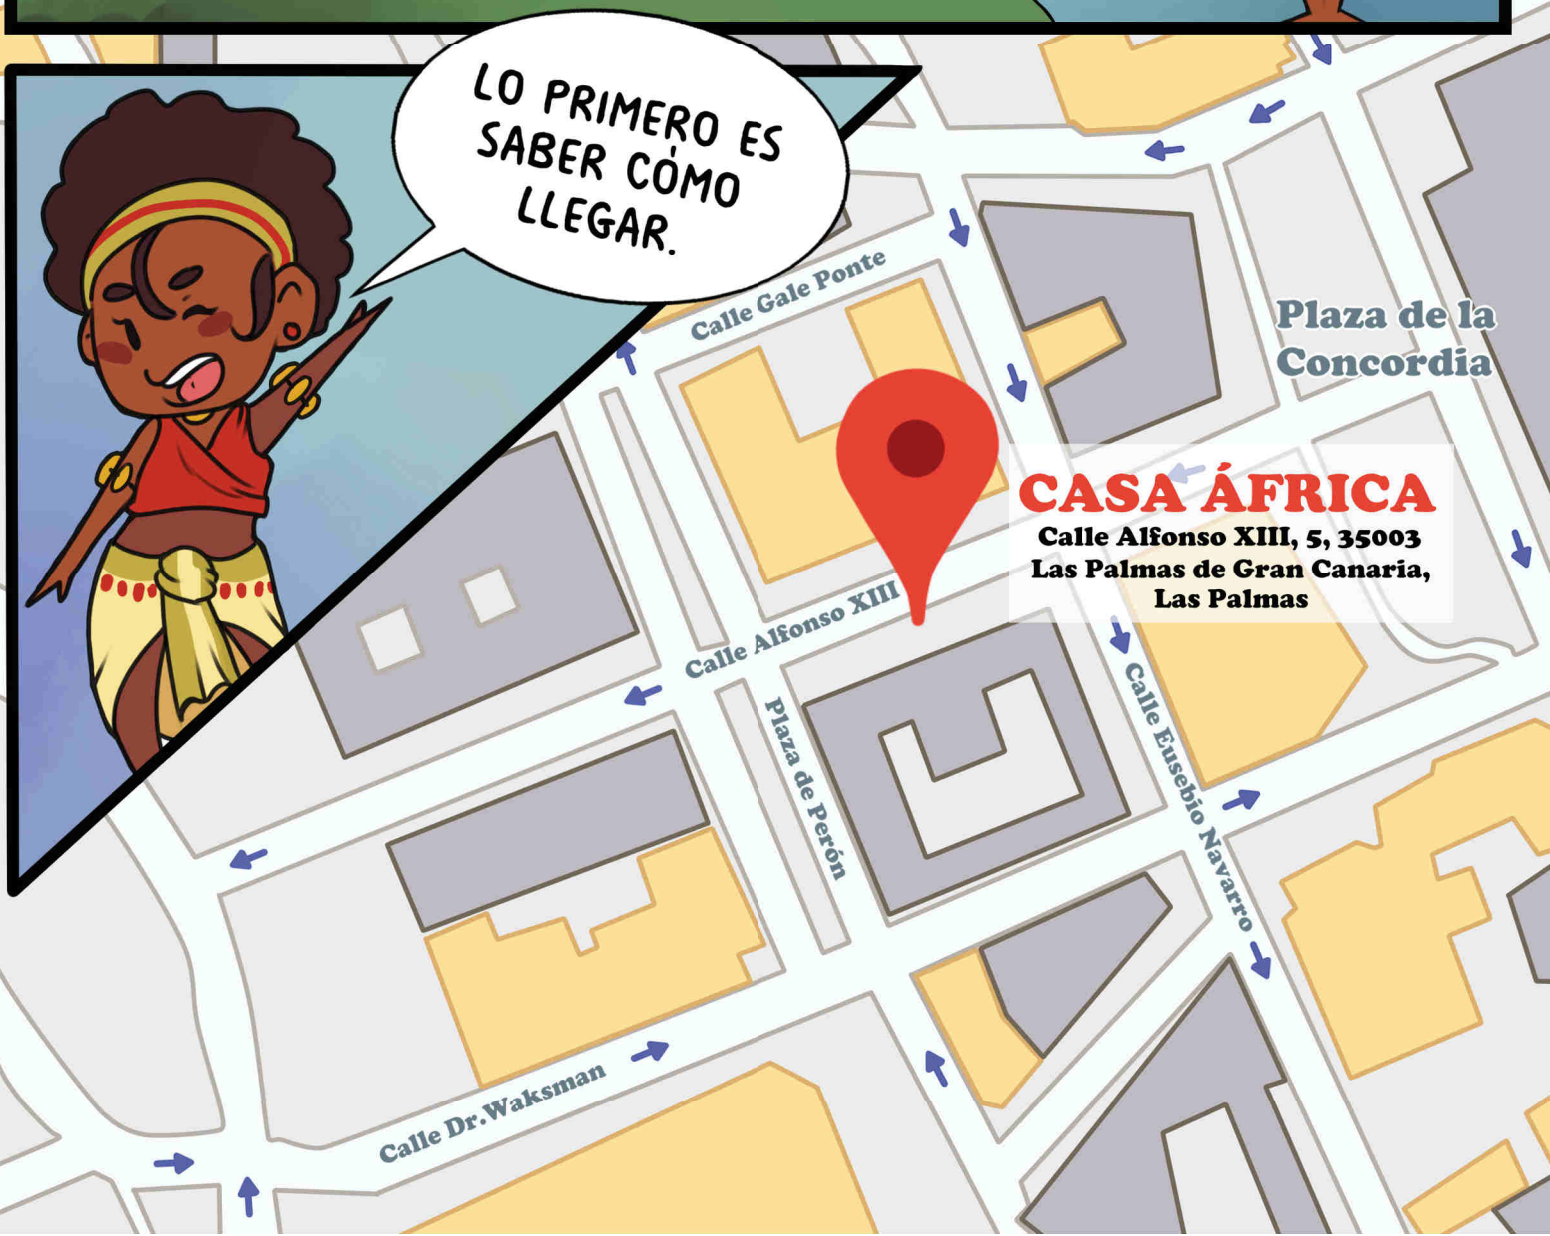 LO PRIMERO ES
SABER CÓMO
LLEGAR.
Calle Gale Ponte
Plaza de la
Concordia
CASA ÁFRICA
Calle Alfonso XIII, 5, 35003
Las Palmas de Gran Canaria,
Las Palmas
Calle Alfonso XIII
Plaza de Perón
Calle Eusebio Navarro
Calle Dr.Waksman